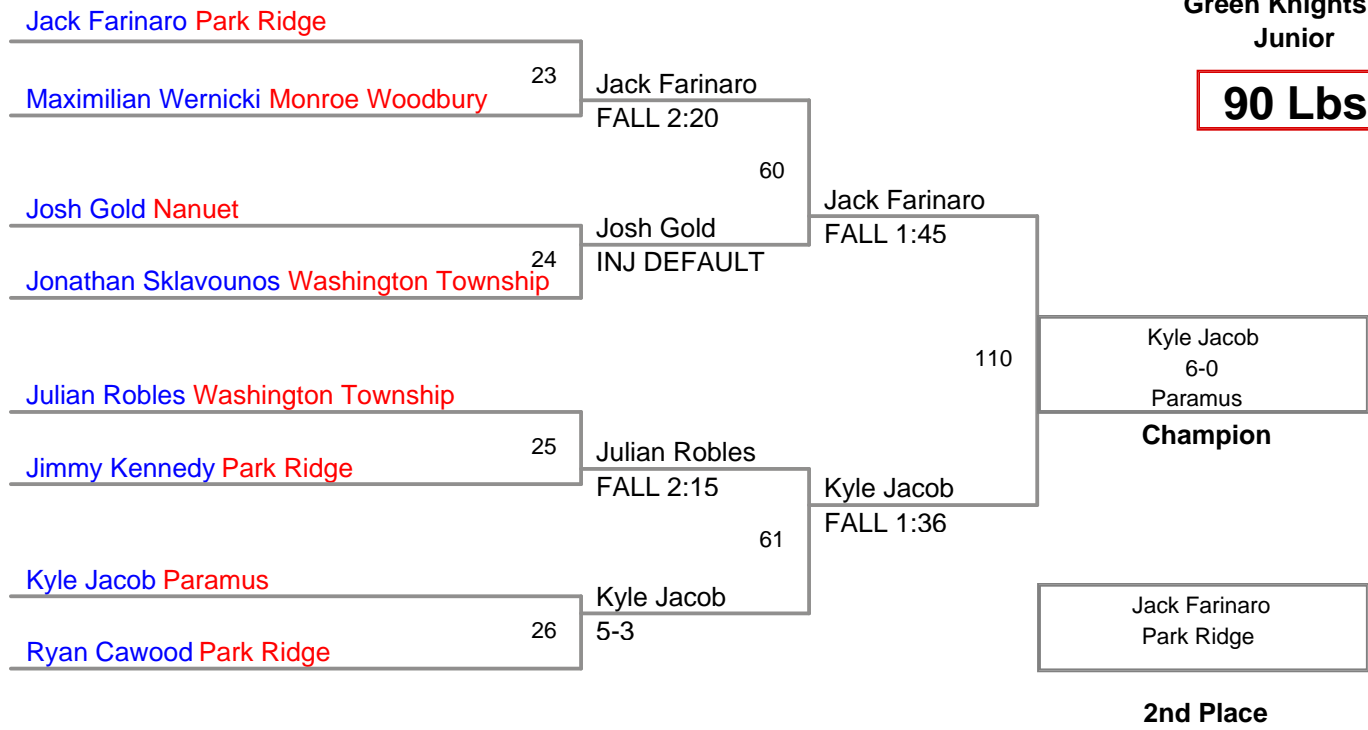 Green Knights
Junior
90 Lbs
Jack Farinaro Park Ridge
23
Maximilian Wernicki Monroe Woodbury
Jack Farinaro
FALL 2:20
60
Josh Gold Nanuet
24
Jonathan Sklavounos Washington Township
Josh Gold
INJ DEFAULT
Jack Farinaro
FALL 1:45
110
Julian Robles Washington Township
25
Jimmy Kennedy Park Ridge
Julian Robles
FALL 2:15
61
Kyle Jacob Paramus
26
Ryan Cawood Park Ridge
Kyle Jacob
5-3
Kyle Jacob
FALL 1:36
Kyle Jacob
6-0
Paramus
Champion
Jack Farinaro
Park Ridge
2nd Place